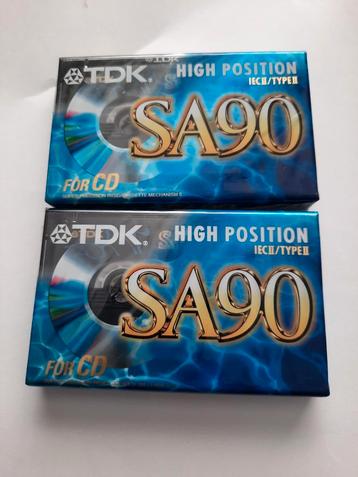 TDK HIGH POSITION
IECII/TYPEII
SA90
FOR CD
TDK HIGH POSITION
IECII/TYPEII
SA90
FOR CD